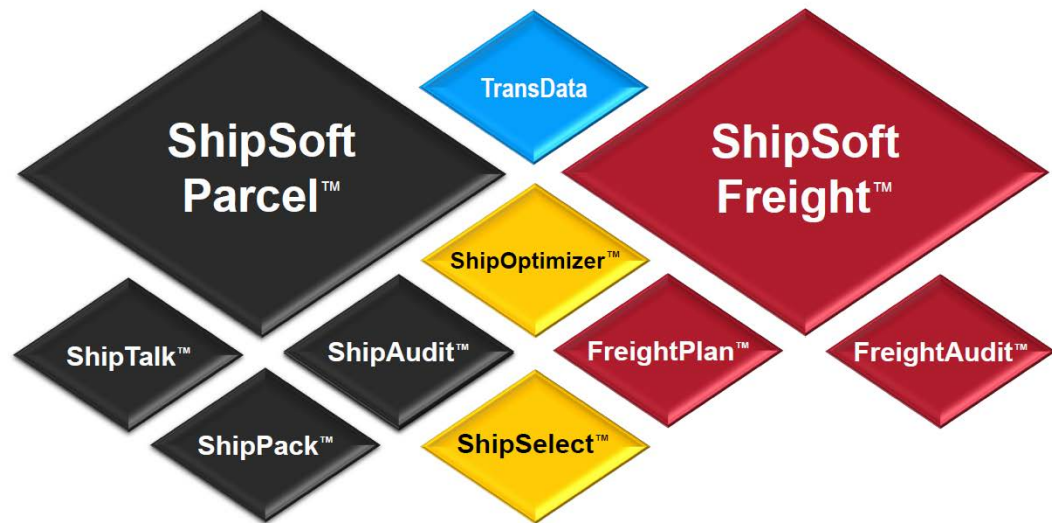 TransData
ShipSoft
Parcel™
ShipSoft
Freight™
ShipOptimizer™
ShipTalk™
ShipAudit™
FreightPlan™
FreightAudit™
ShipPack™
ShipSelect™